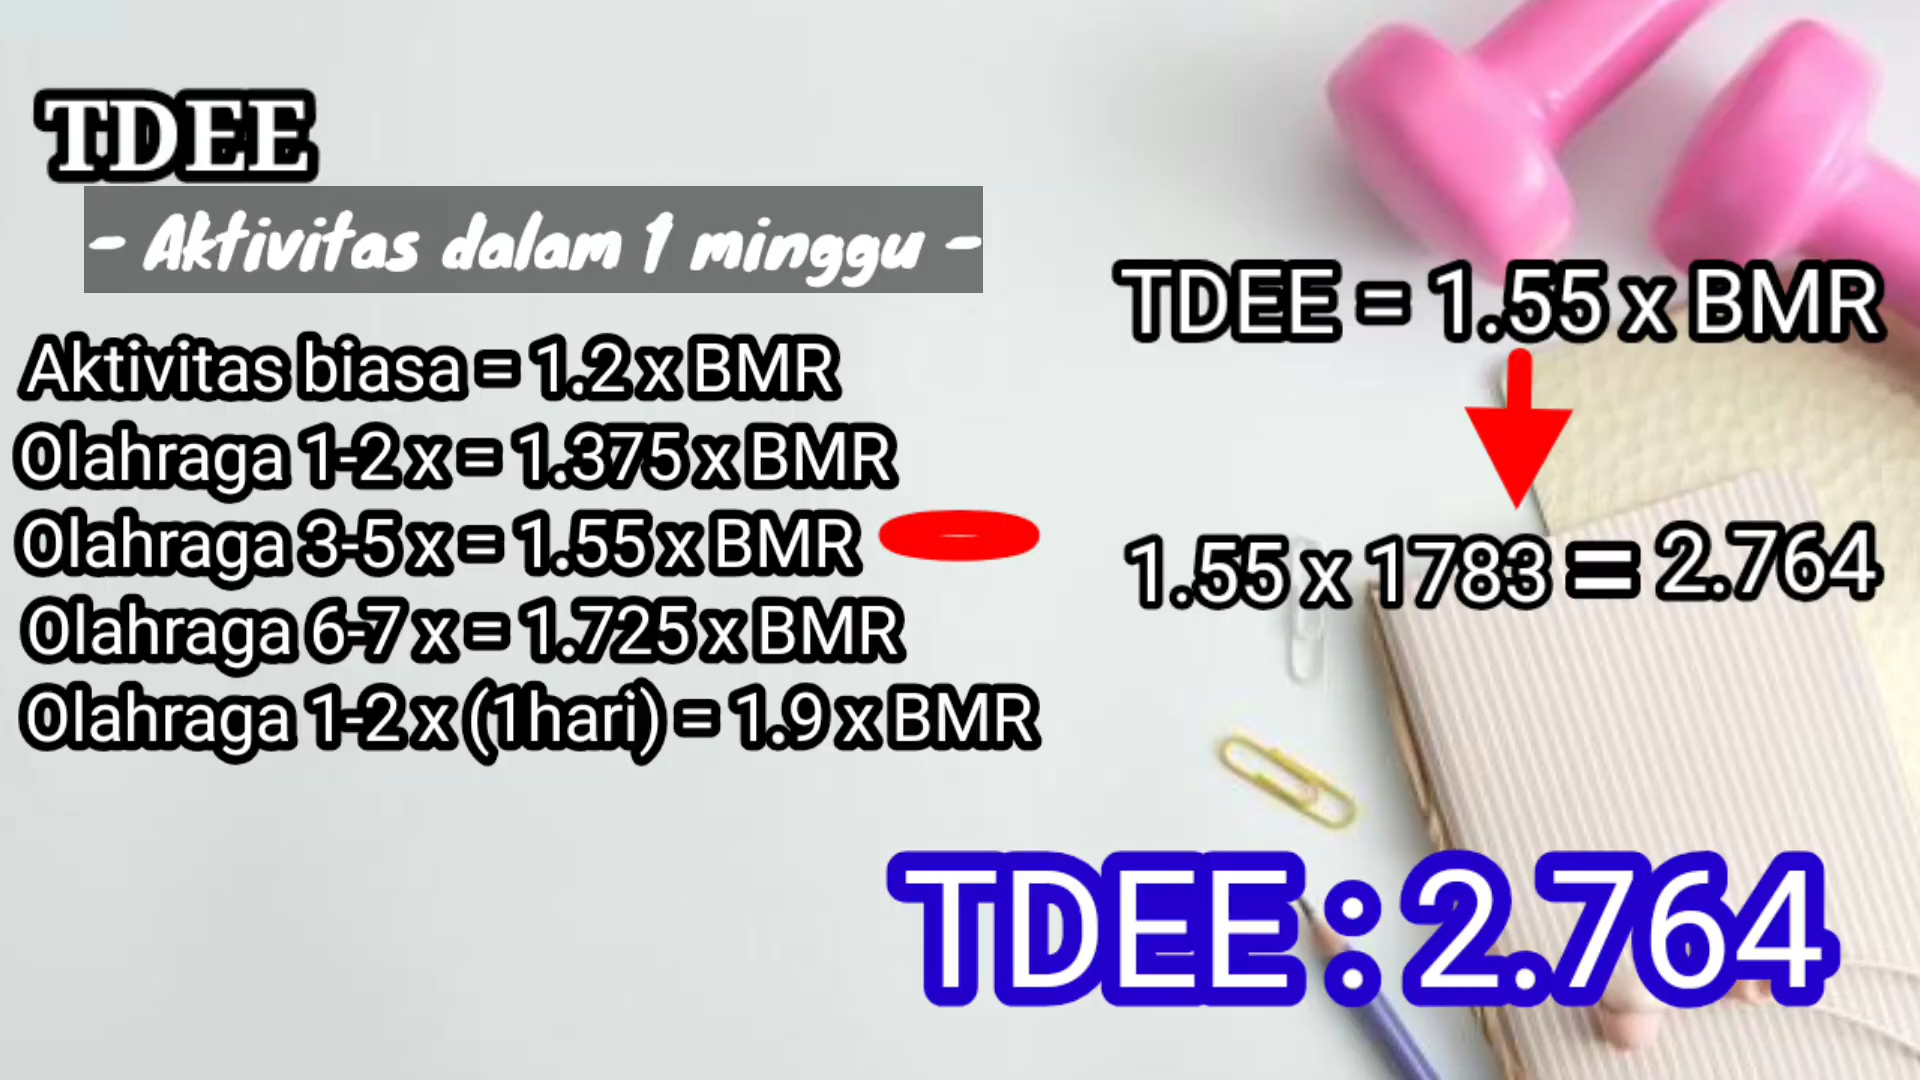 TDEE
- Aktivitas dalam 1 minggu -
Aktivitas biasa = 1.2 x BMR
Olahraga 1-2 x = 1.375 x BMR
Olahraga 3-5 x = 1.55 x BMR
Olahraga 6-7 x = 1.725 x BMR
Olahraga 1-2 x (1hari) = 1.9 x BMR
TDEE = 1.55 x BMR
1.55 x 1783 = 2.764
TDEE : 2.764